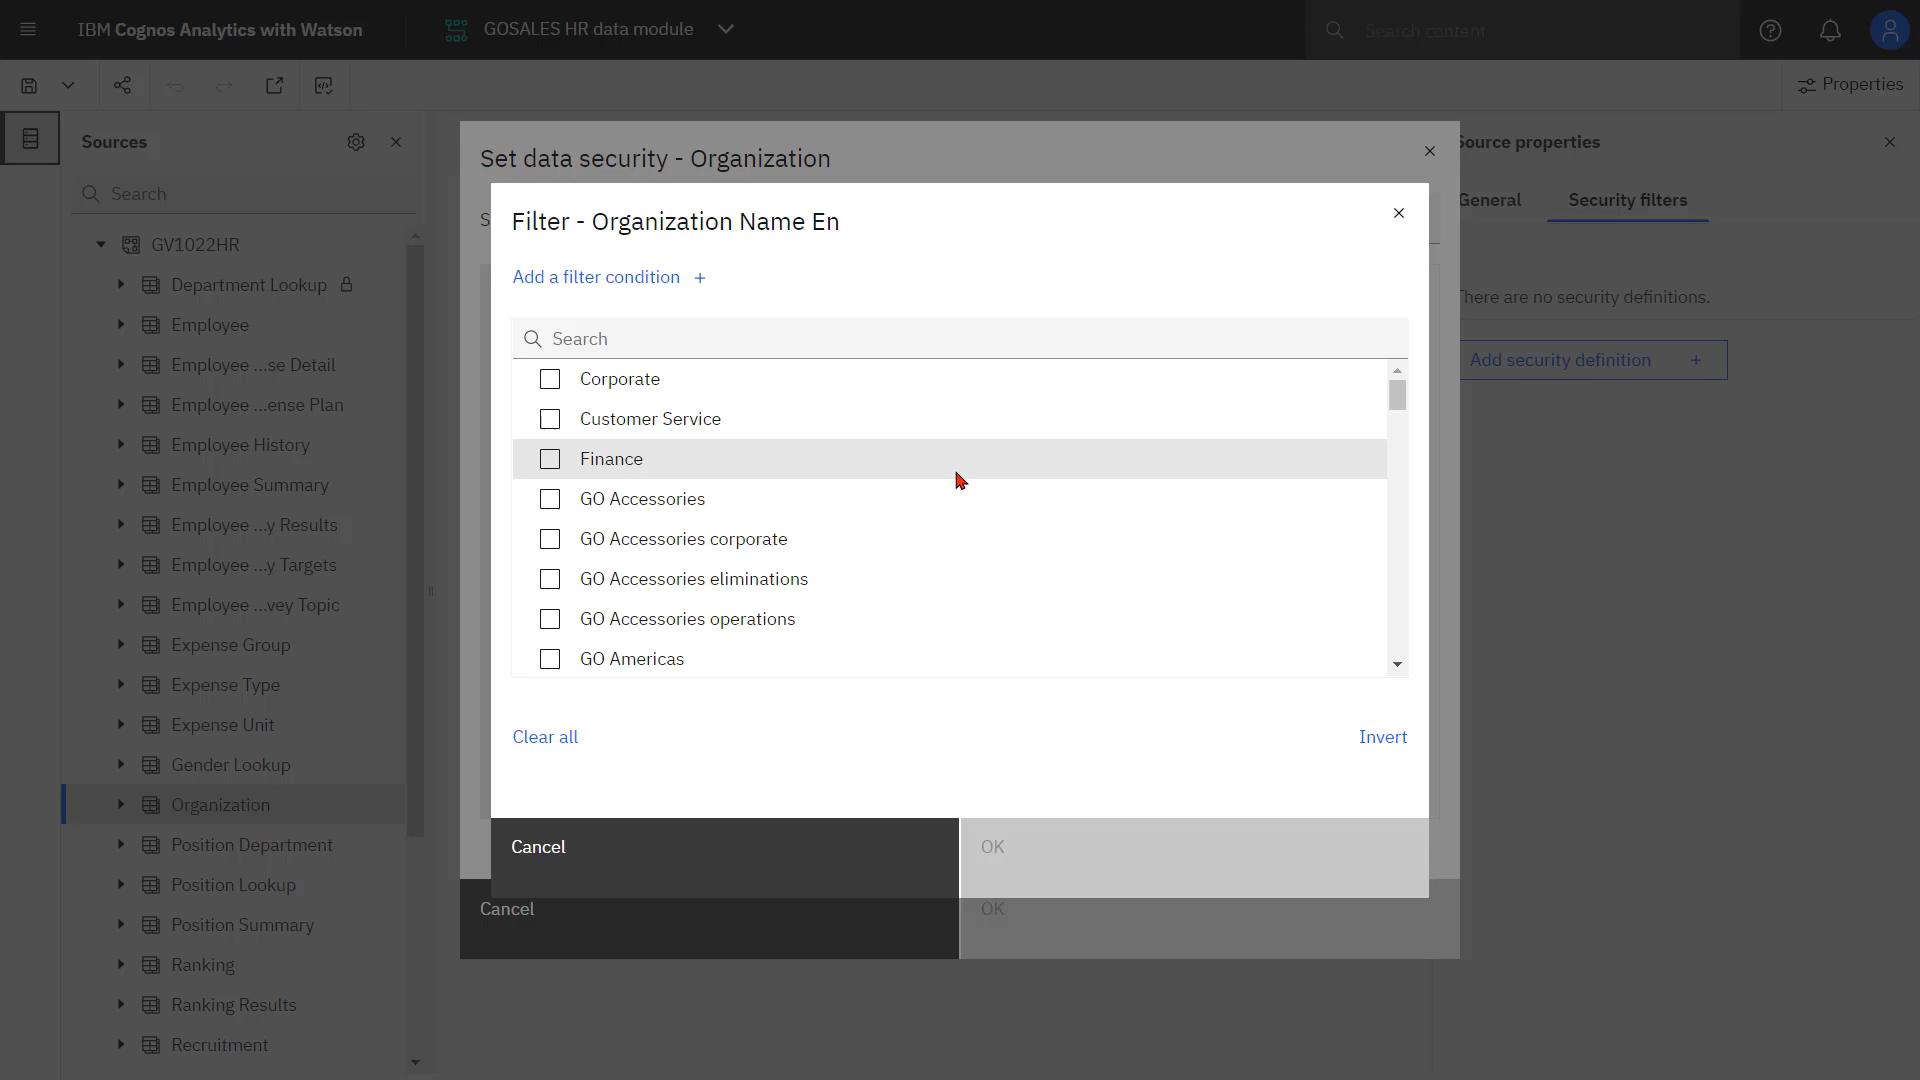 IBM Cognos Analytics with Watson
GOSALES HR data module
Search content
Properties
Sources
Search
GV1022HR
Department Lookup
Employee
Employee ...se Detail
Employee ...ense Plan
Employee History
Employee Summary
Employee ...y Results
Employee ...y Targets
Employee ...vey Topic
Expense Group
Expense Type
Expense Unit
Gender Lookup
Organization
Position Department
Position Lookup
Position Summary
Ranking
Ranking Results
Recruitment
Set data security - Organization
S
Filter - Organization Name En
Add a filter condition +
Search
Corporate
Customer Service
Finance
GO Accessories
GO Accessories corporate
GO Accessories eliminations
GO Accessories operations
GO Americas
Clear all
Invert
Cancel
OK
Cancel
OK
Source properties
General
Security filters
There are no security definitions.
Add security definition +